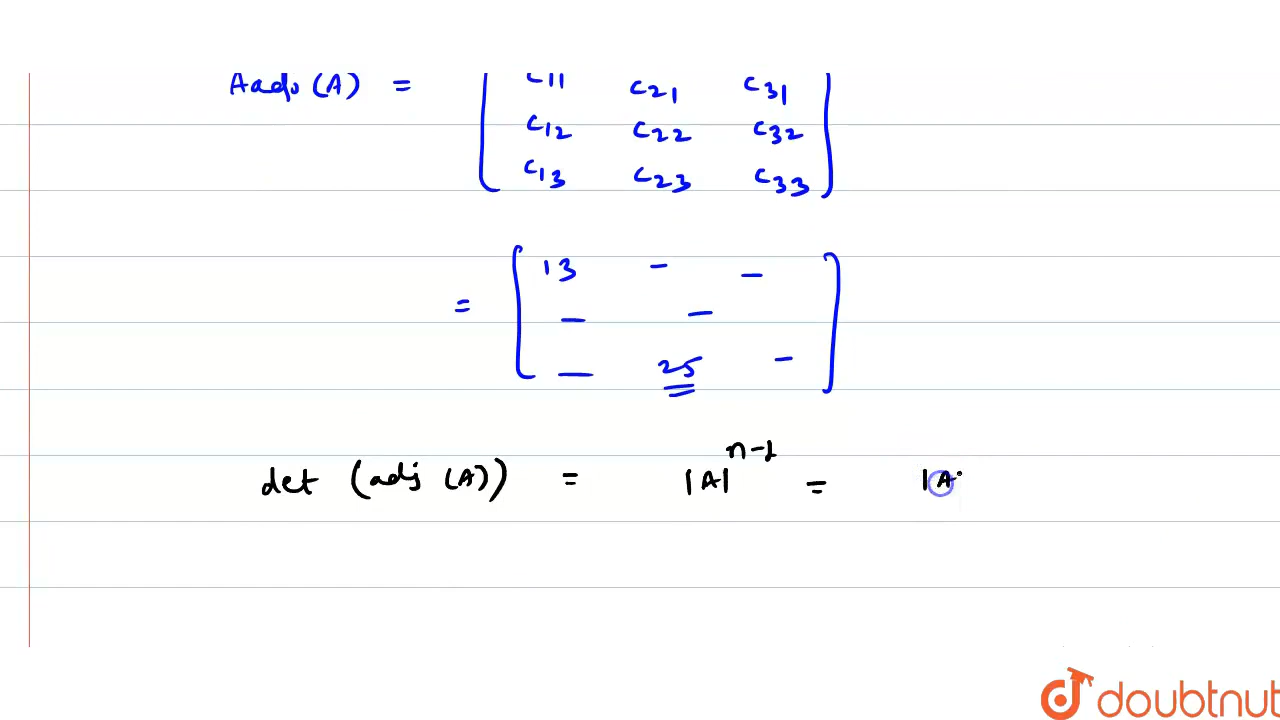 Aadj (A) = [ C11 C21 C31
C12 C22 C32
C13 C23 C33 ]
= [ 13 - -
- -
- 25 - ]
det (adj (A)) = |A|^n-1 = |A
doubtnut